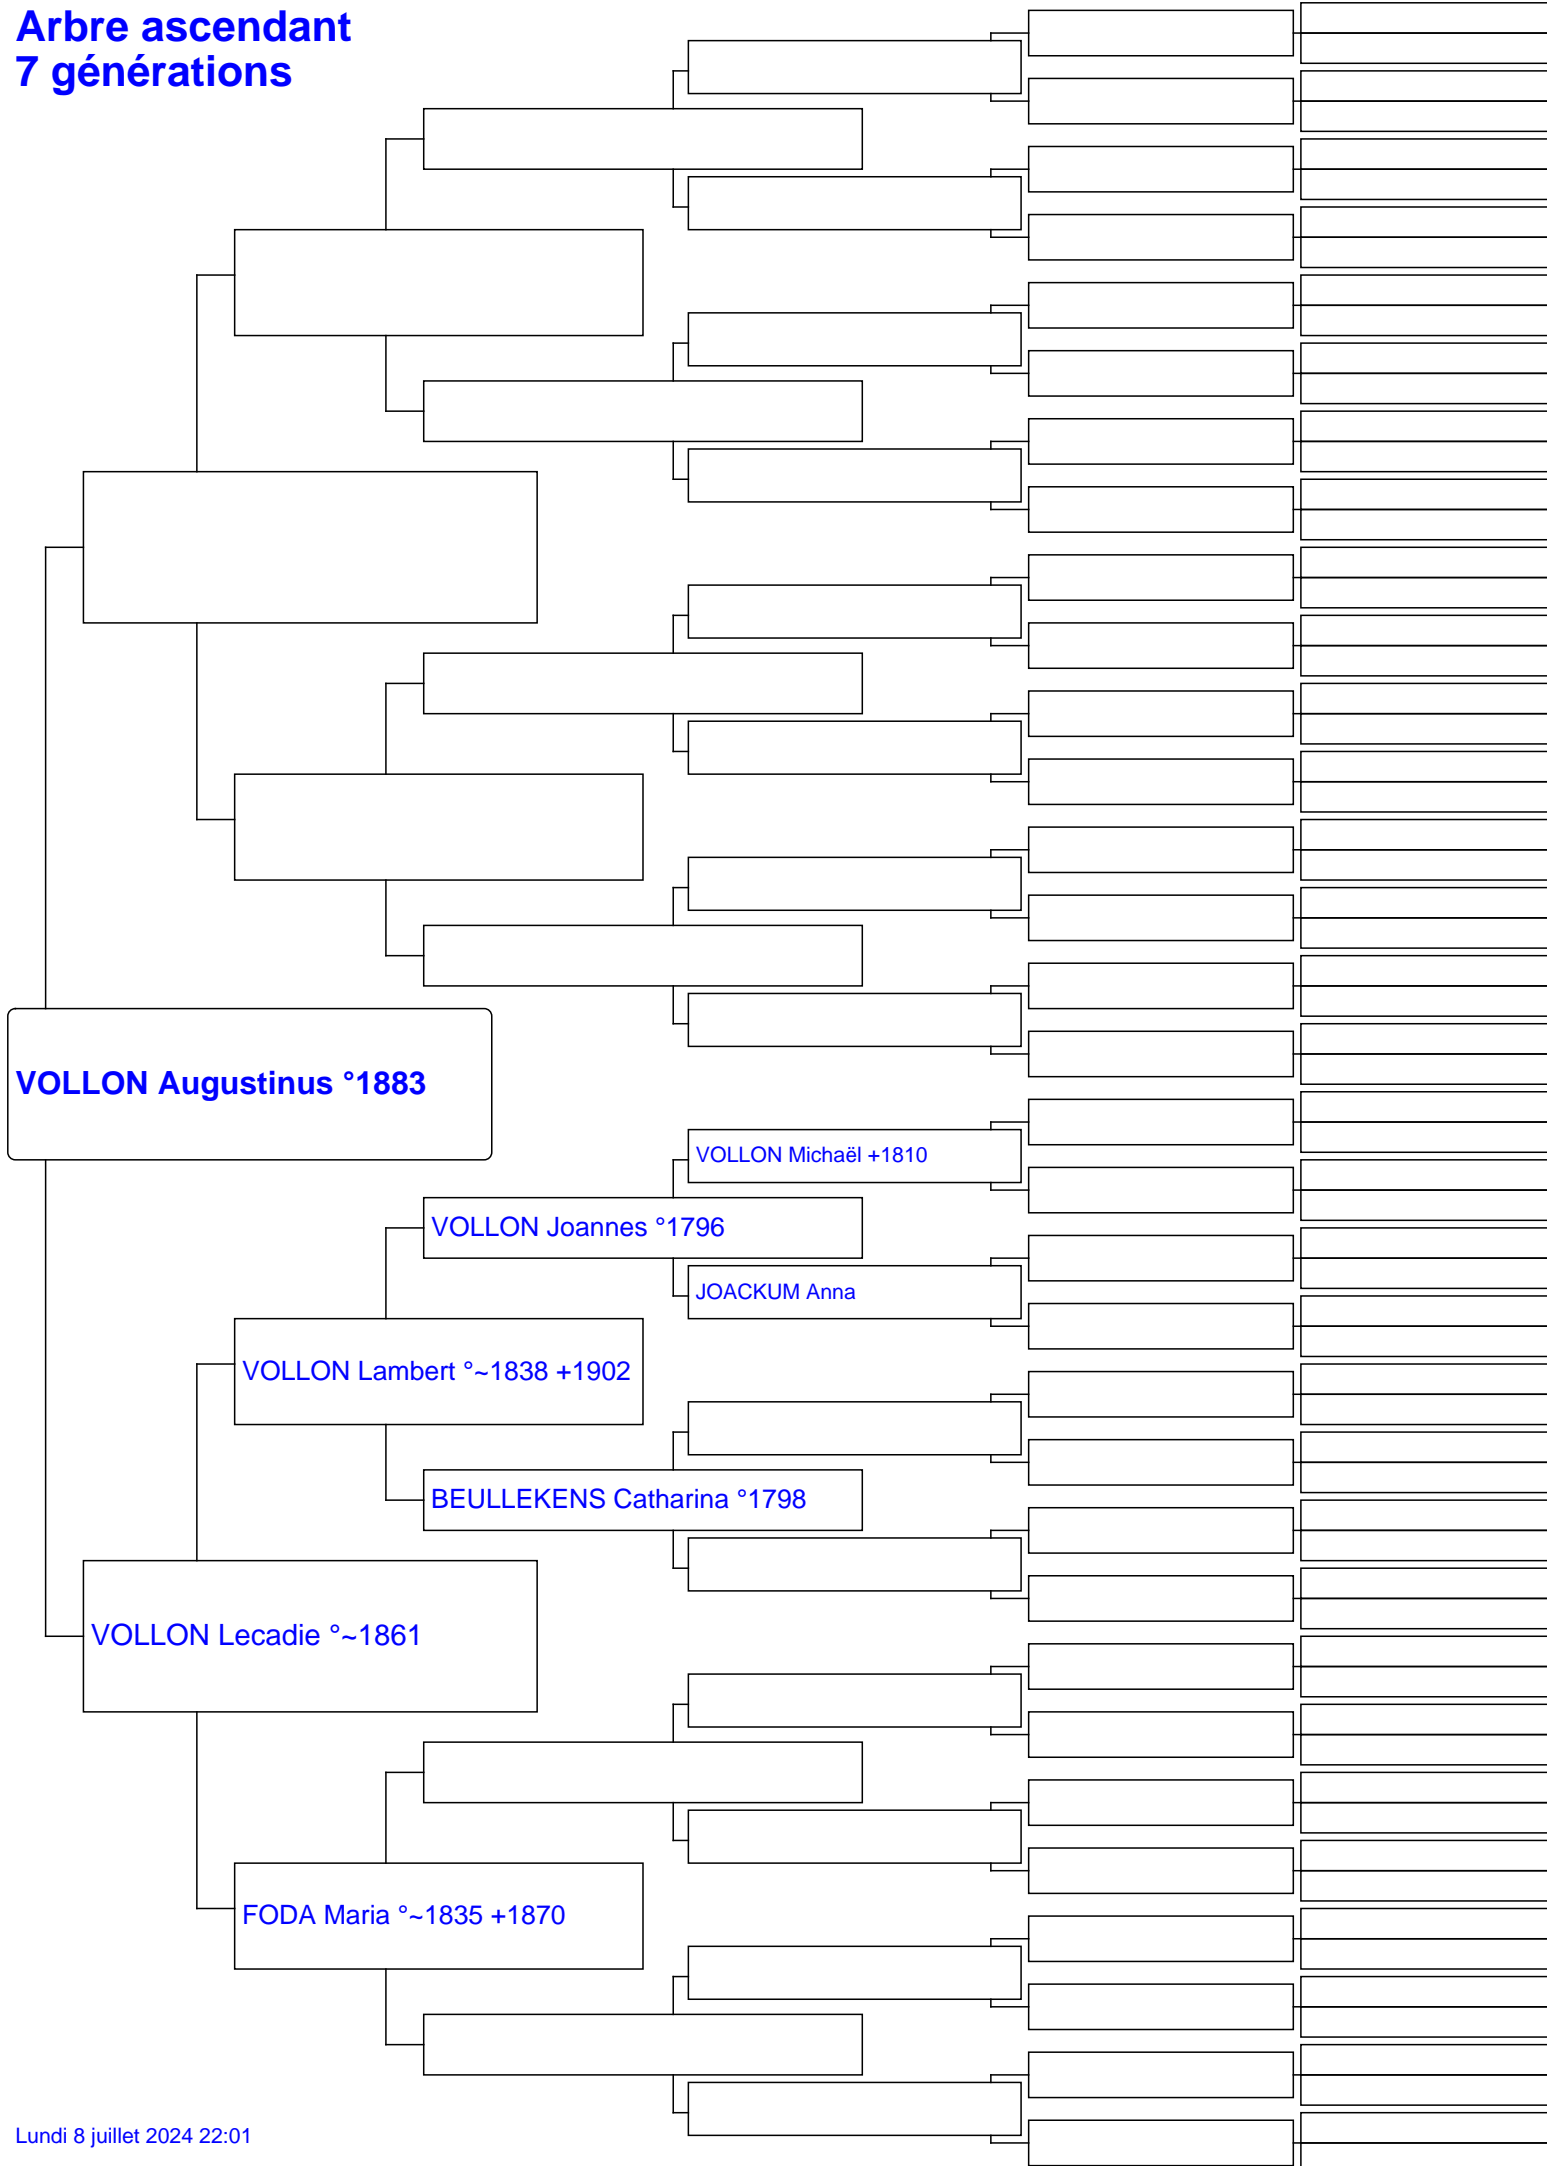 Arbre ascendant
7 générations
VOLLON Augustinus °1883
VOLLON Michaël +1810
VOLLON Joannes °1796
JOACKUM Anna
VOLLON Lambert °~1838 +1902
BEULLEKENS Catharina °1798
VOLLON Lecadie °~1861
FODA Maria °~1835 +1870
Lundi 8 juillet 2024 22:01